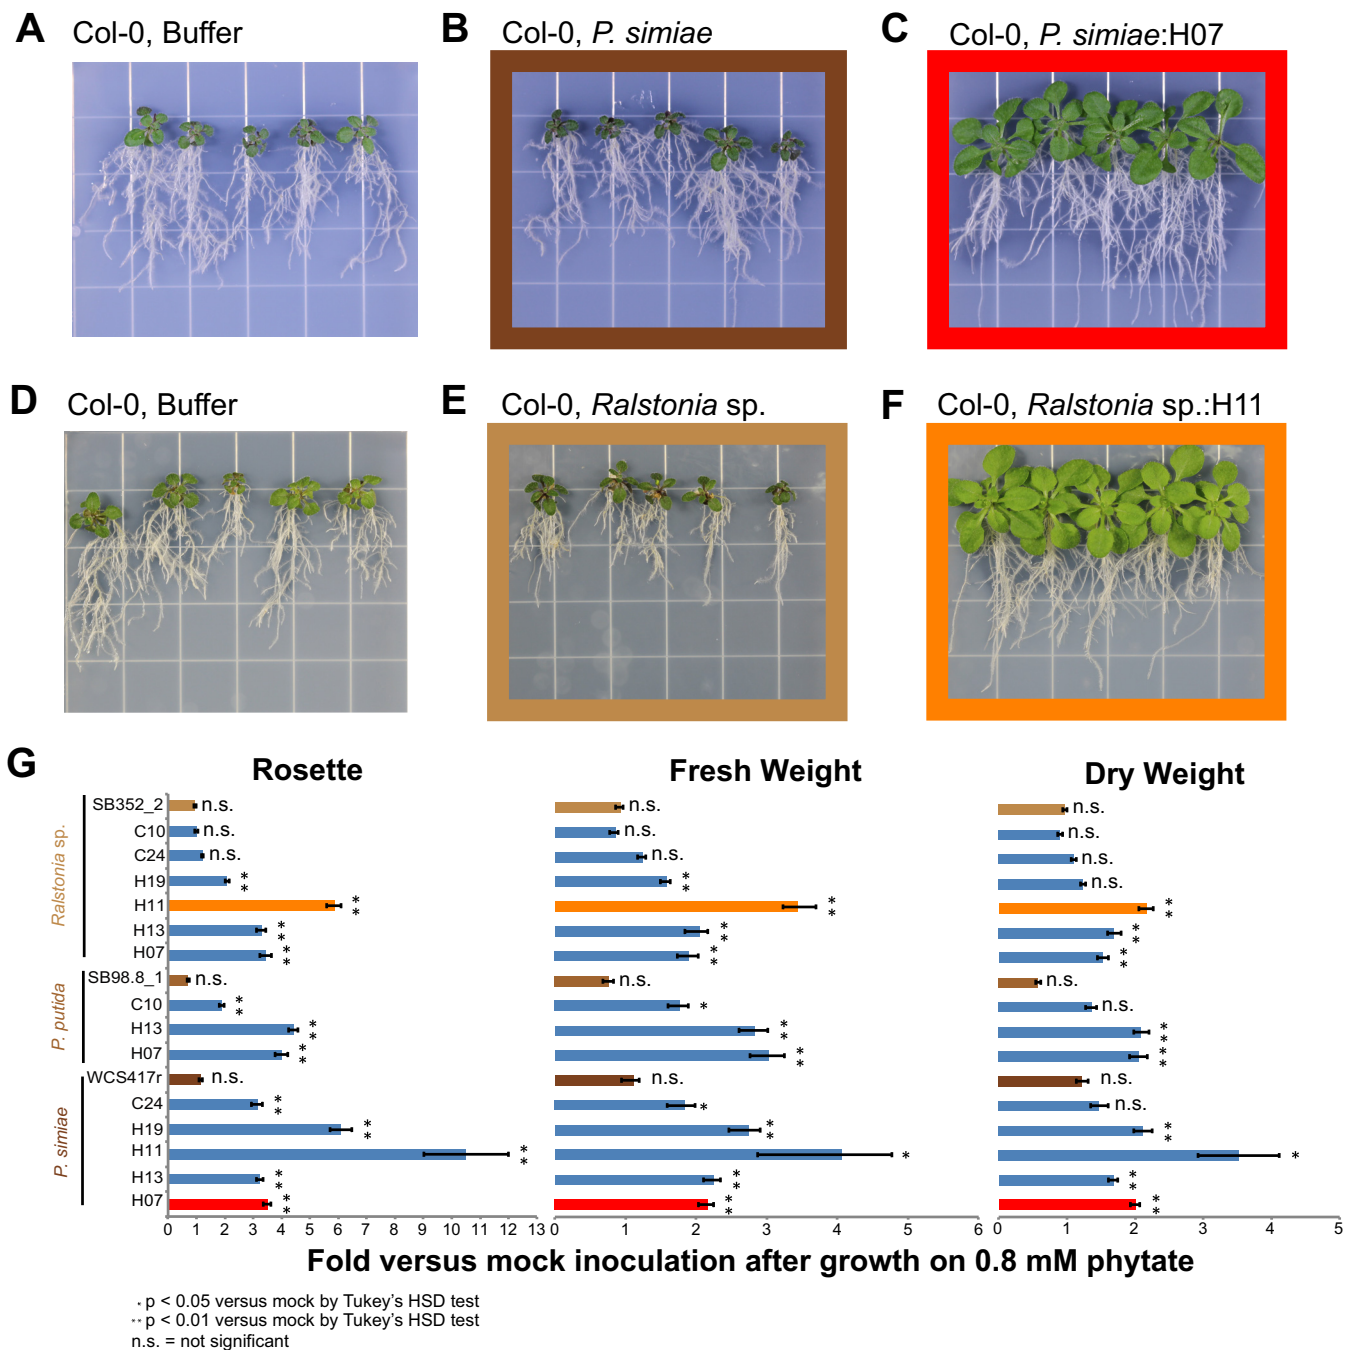 A Col-0, Buffer
B Col-0, P. simiae
C Col-0, P. simiae:H07
D Col-0, Buffer
E Col-0, Ralstonia sp.
F Col-0, Ralstonia sp.:H11
G
Rosette
Fresh Weight
Dry Weight
Ralstonia sp.
SB352_2 n.s. n.s. n.s.
C10 n.s. n.s. n.s.
C24 n.s. n.s. n.s.
H19 ** ** n.s.
H11 ** ** **
H13 ** ** **
H07 ** ** **
P. putida
SB98.8_1 n.s. n.s. n.s.
C10 ** * n.s.
H13 ** ** **
H07 ** ** **
P. simiae
WCS417r n.s. n.s. n.s.
C24 ** * n.s.
H19 ** ** **
H11 ** * *
H13 ** ** **
H07 ** ** **
0 1 2 3 4 5 6 7 8 9 10 11 12 13
0 1 2 3 4 5 6
0 1 2 3 4 5
Fold versus mock inoculation after growth on 0.8 mM phytate
* p < 0.05 versus mock by Tukey's HSD test
** p < 0.01 versus mock by Tukey's HSD test
n.s. = not significant